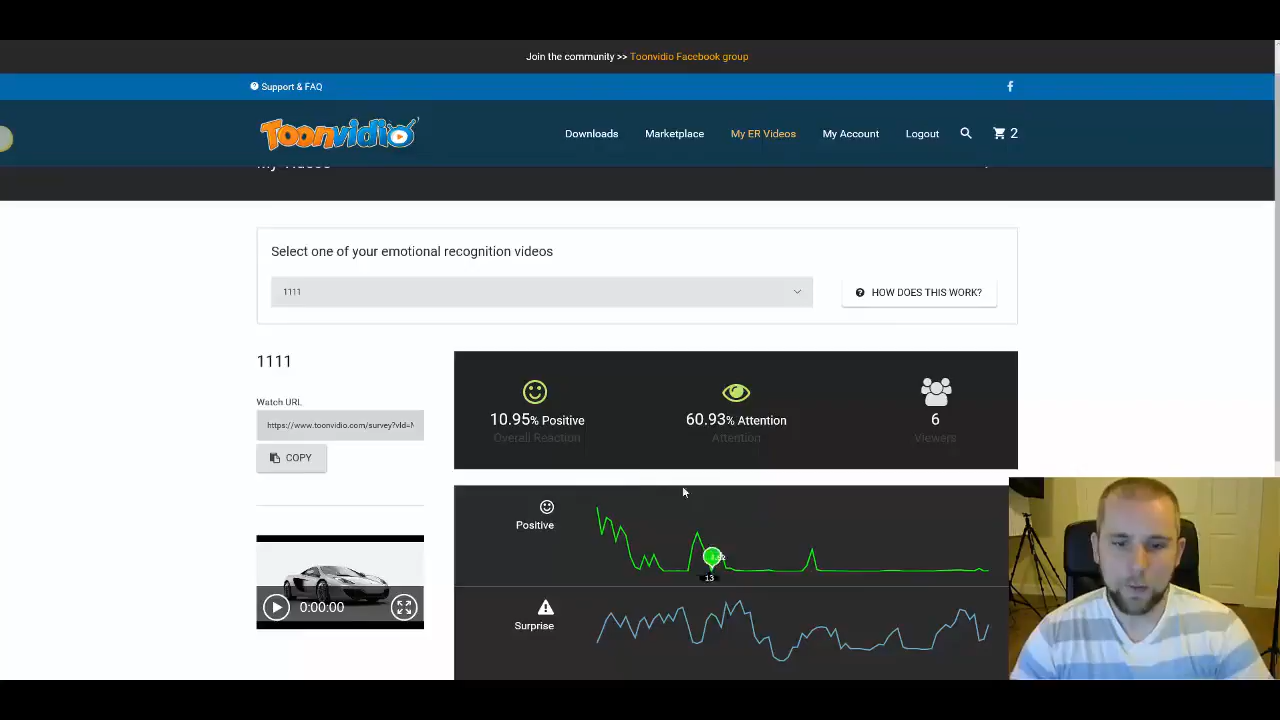 Join the community >> Toonvidio Facebook group
Support & FAQ
Toonvidio
Downloads
Marketplace
My ER Videos
My Account
Logout
2
My Videos
Select one of your emotional recognition videos
1111
HOW DOES THIS WORK?
1111
Watch URL
https://www.toonvidio.com/survey?vId=
COPY
0:00:00
10.95% Positive
Overall Reaction
60.93% Attention
Attention
6
Viewers
Positive
13
Surprise